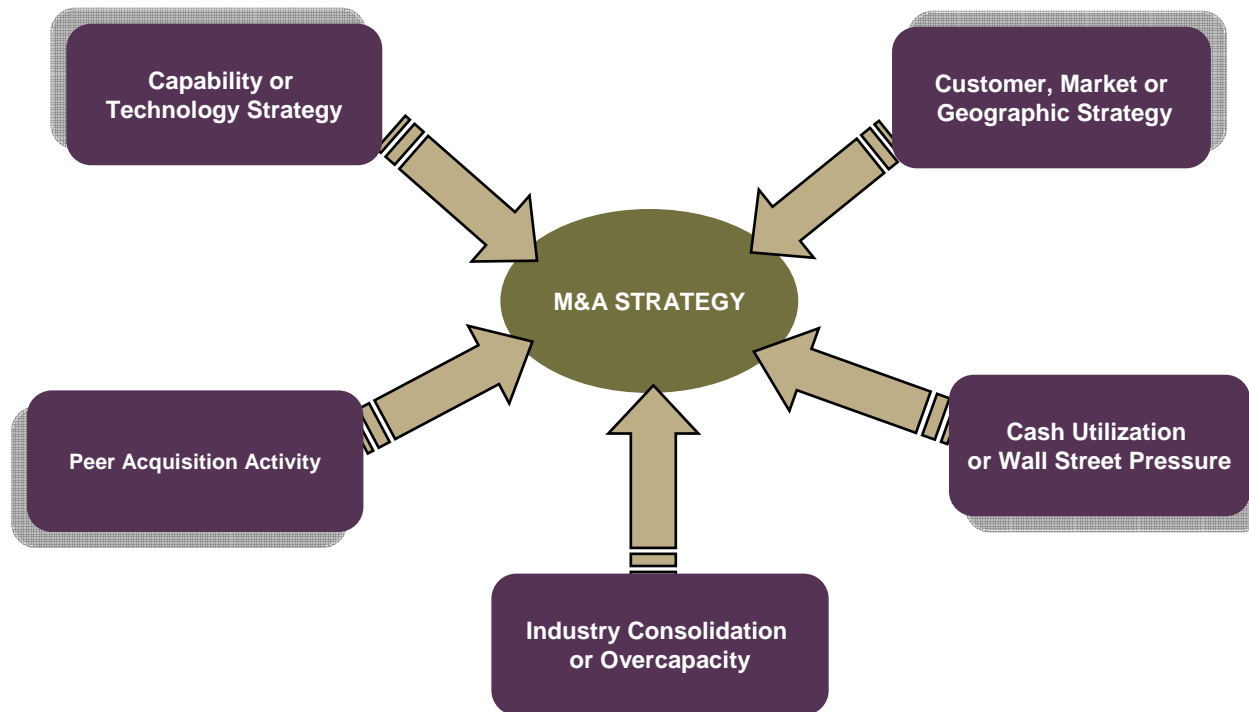 Capability or
Technology Strategy
Customer, Market or
Geographic Strategy
M&A STRATEGY
Peer Acquisition Activity
Cash Utilization
or Wall Street Pressure
Industry Consolidation
or Overcapacity